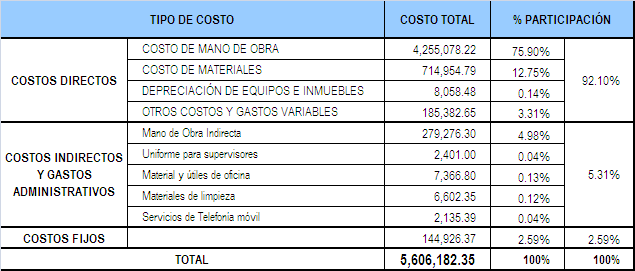 TIPO DE COSTO COSTO TOTAL % PARTICIPACIÓN
COSTOS DIRECTOS
COSTO DE MANO DE OBRA 4,255,078.22 75.90%
COSTO DE MATERIALES 714,954.79 12.75%
DEPRECIACIÓN DE EQUIPOS E INMUEBLES 8,058.48 0.14%
OTROS COSTOS Y GASTOS VARIABLES 185,382.65 3.31%
92.10%
COSTOS INDIRECTOS
Y GASTOS
ADMINISTRATIVOS
Mano de Obra Indirecta 279,276.30 4.98%
Uniforme para supervisores 2,401.00 0.04%
Material y útiles de oficina 7,366.80 0.13%
Materiales de limpieza 6,602.35 0.12%
Servicios de Telefonía móvil 2,135.39 0.04%
5.31%
COSTOS FIJOS 144,926.37 2.59% 2.59%
TOTAL 5,606,182.35 100% 100%